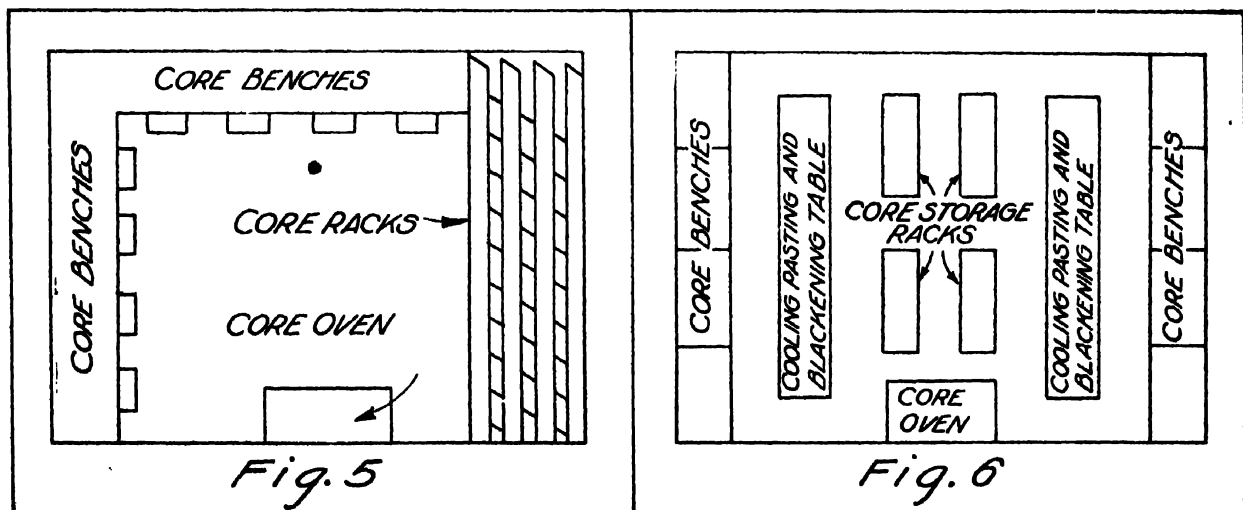 CORE BENCHES
CORE BENCHES
CORE RACKS
CORE OVEN
Fig. 5
CORE BENCHES
COOLING PASTING AND
BLACKENING TABLE
CORE STORAGE
RACKS
COOLING PASTING AND
BLACKENING TABLE
CORE BENCHES
CORE
OVEN
Fig. 6